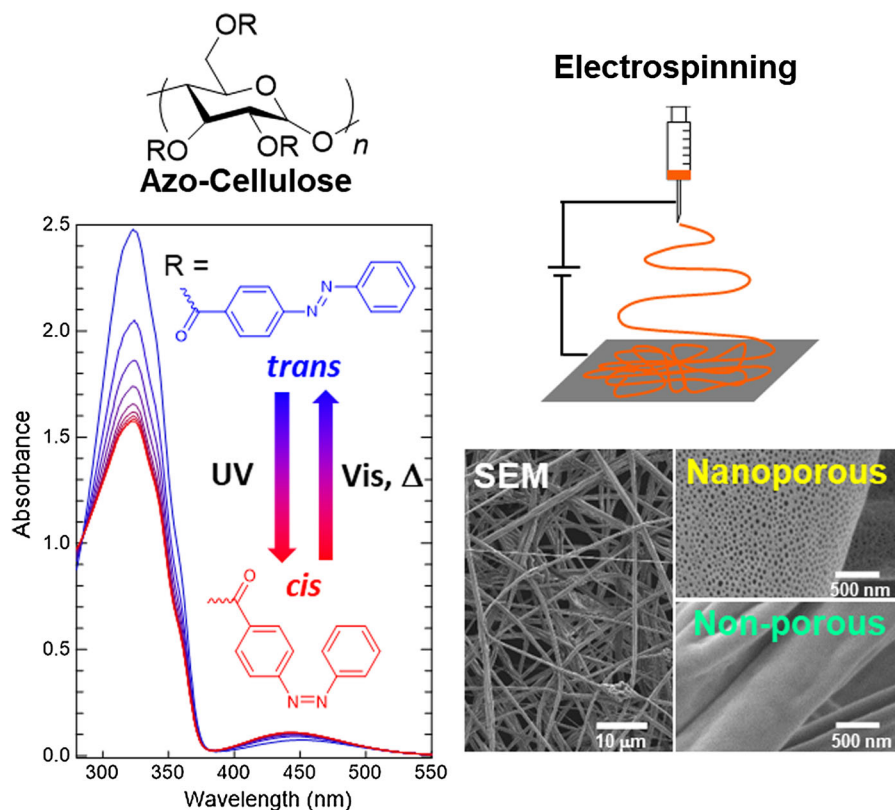 OR
O
RO
OR
O
n
Azo-Cellulose
Electrospinning
2.5
2.0
1.5
1.0
0.5
0.0
Absorbance
R =
O
N
N
trans
UV
Vis, Δ
cis
O
N=N
300
350
400
450
500
550
Wavelength (nm)
SEM
10 μm
Nanoporous
500 nm
Non-porous
500 nm